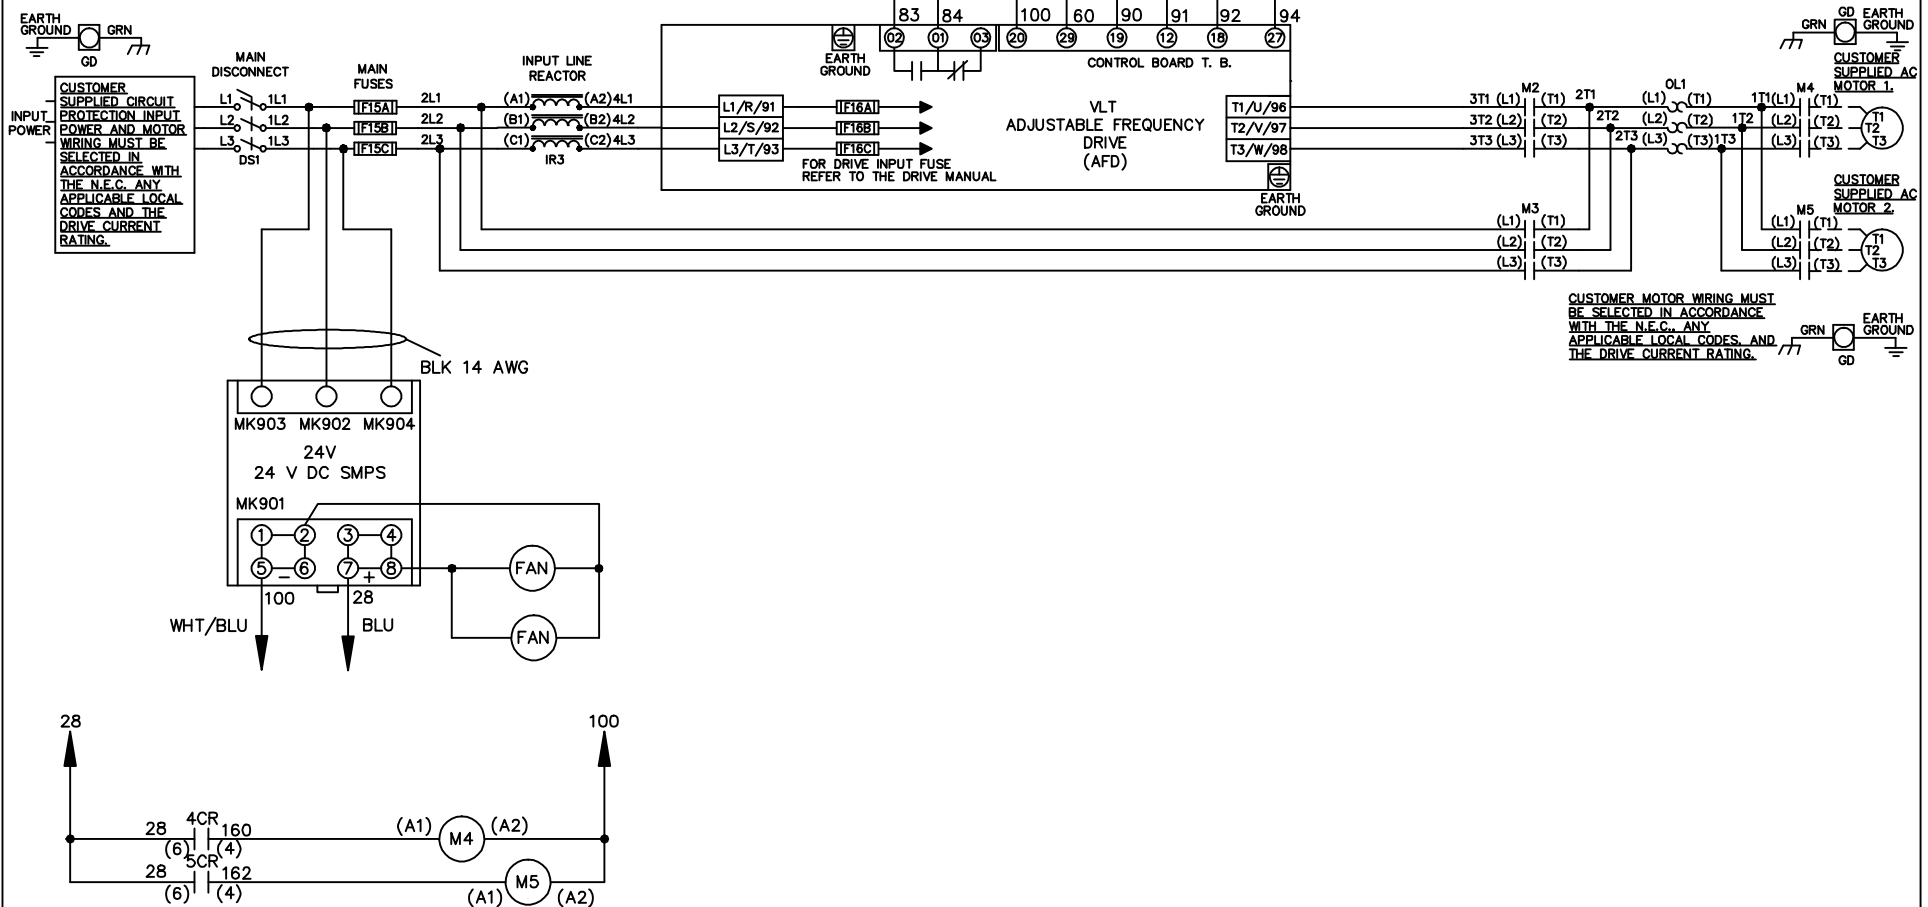 83 84 100 60 90 91 92 94
02 01 03 20 29 19 12 18 27
EARTH
GROUND
GRN
GD
EARTH
GROUND
CONTROL BOARD T. B.
GD
EARTH
GROUND
GRN
INPUT
POWER
CUSTOMER
SUPPLIED CIRCUIT
PROTECTION INPUT
POWER AND MOTOR
WIRING MUST BE
SELECTED IN
ACCORDANCE WITH
THE N.E.C. ANY
APPLICABLE LOCAL
CODES AND THE
DRIVE CURRENT
RATING.
MAIN
DISCONNECT
L1 1L1
L2 1L2
L3 1L3
DS1
MAIN
FUSES
F15A
F15B
F15C
2L1
2L2
2L3
INPUT LINE
REACTOR
(A1) (A2) 4L1
(B1) (B2) 4L2
(C1) (C2) 4L3
IR3
L1/R/91
L2/S/92
L3/T/93
F16A
F16B
F16C
FOR DRIVE INPUT FUSE
REFER TO THE DRIVE MANUAL
VLT
ADJUSTABLE FREQUENCY
DRIVE
(AFD)
T1/U/96
T2/V/97
T3/W/98
EARTH
GROUND
M2
3T1 (L1) (T1) 2T1
3T2 (L2) (T2) 2T2
3T3 (L3) (T3) 2T3
OL1
(L1) (T1) 1T1
(L2) (T2) 1T2
(L3) (T3) 1T3
M4
(L1) (T1)
(L2) (T2)
(L3) (T3)
CUSTOMER
SUPPLIED AC
MOTOR 1.
T1
T2
T3
M3
(L1) (T1)
(L2) (T2)
(L3) (T3)
CUSTOMER
SUPPLIED AC
MOTOR 2.
M5
(L1) (T1)
(L2) (T2)
(L3) (T3)
T1
T2
T3
CUSTOMER MOTOR WIRING MUST
BE SELECTED IN ACCORDANCE
WITH THE N.E.C., ANY
APPLICABLE LOCAL CODES, AND
THE DRIVE CURRENT RATING.
GRN
EARTH
GROUND
GD
BLK 14 AWG
MK903 MK902 MK904
24V
24 V DC SMPS
MK901
1 2 3 4
5 6 7 8
- +
100 28
WHT/BLU BLU
FAN
FAN
28 100
4CR
28 160
(6) (4)
(A1) M4 (A2)
5CR
28 162
(6) (4)
(A1) M5 (A2)